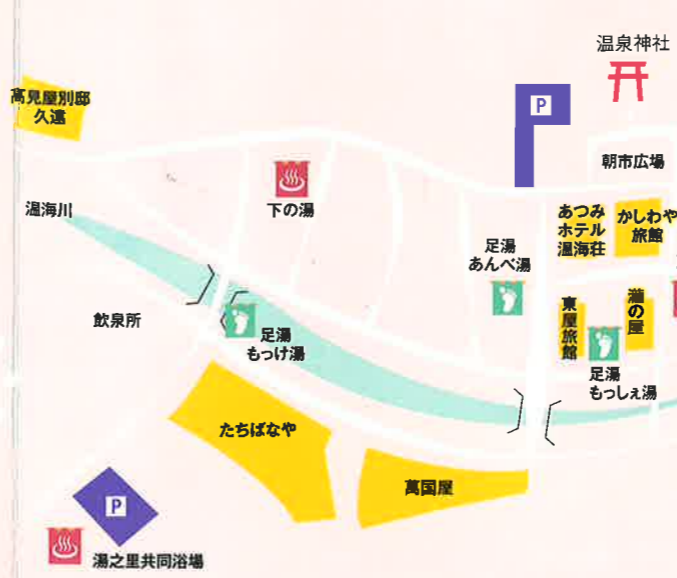 温泉神社
P
髙見屋別邸
久遠
朝市広場
温海川
下の湯
あつみ
ホテル
温海荘
かしわや
旅館
足湯
あんべ湯
飲泉所
足湯
もっけ湯
東屋旅館
瀧の屋
足湯
もっしぇ湯
たちばなや
萬国屋
P
湯之里共同浴場